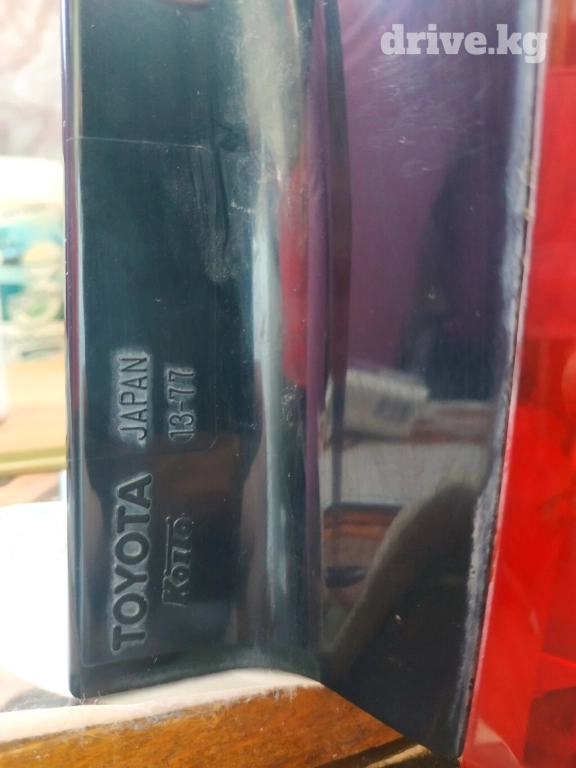 drive.kg
TOYOTA JAPAN
Koito 13-77